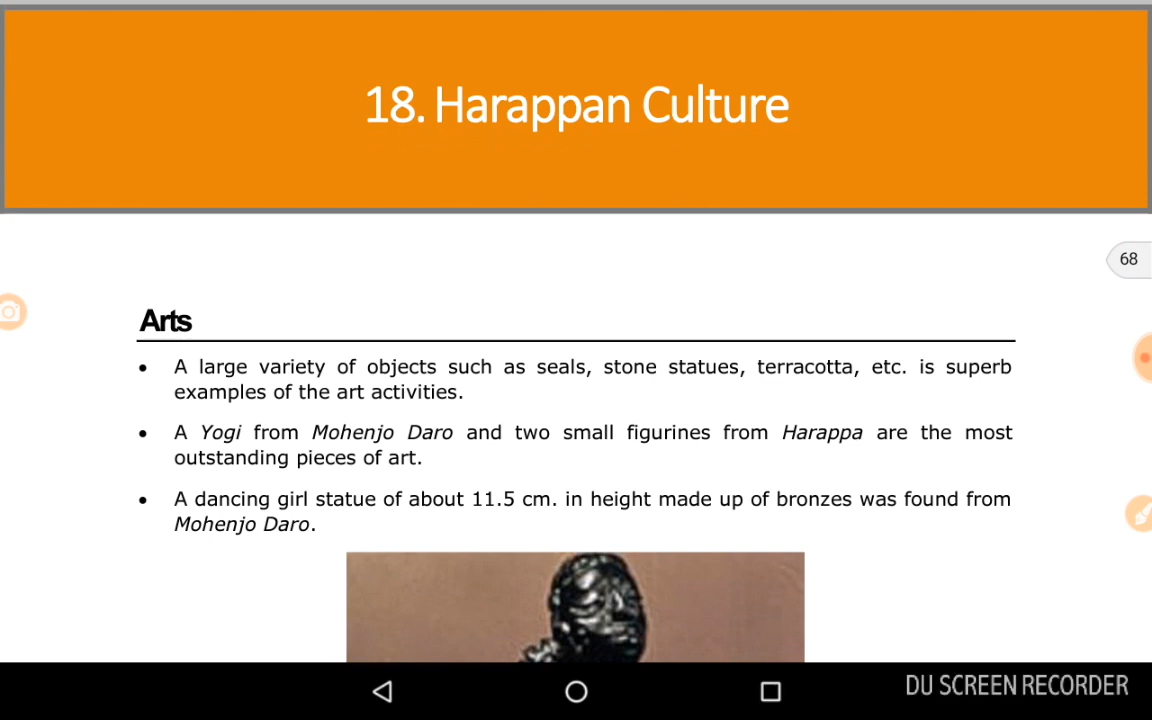 18. Harappan Culture
68
Arts
• A large variety of objects such as seals, stone statues, terracotta, etc. is superb
examples of the art activities.
• A Yogi from Mohenjo Daro and two small figurines from Harappa are the most
outstanding pieces of art.
• A dancing girl statue of about 11.5 cm. in height made up of bronzes was found from
Mohenjo Daro.
DU SCREEN RECORDER